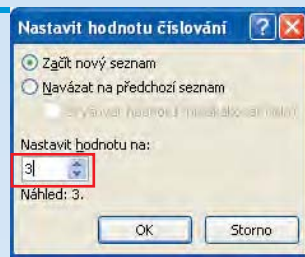 Nastavit hodnotu číslování
Začít nový seznam
Navázat na předchozí seznam
Nastavit hodnotu na:
3
Náhled: 3.
OK
Storno